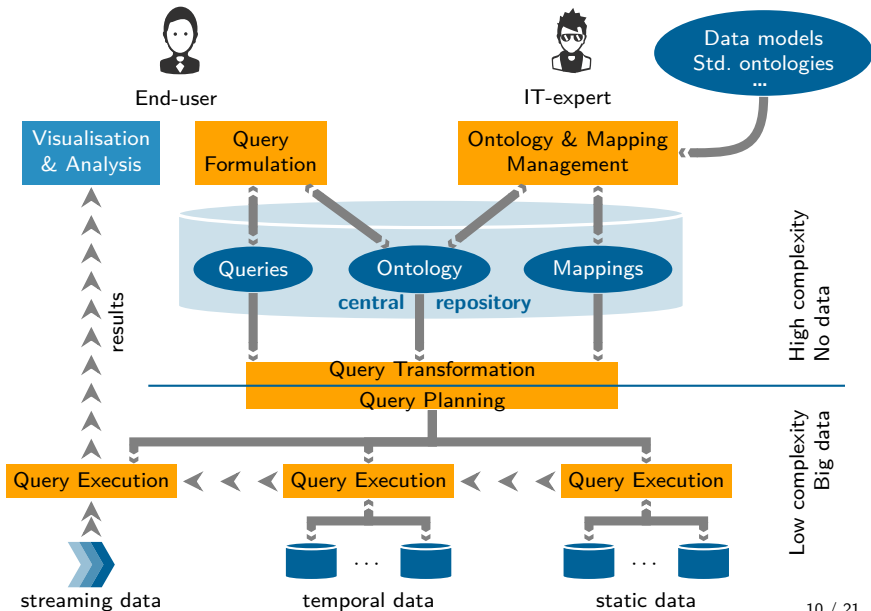 Data models
Std. ontologies
...
End-user
IT-expert
Visualisation
& Analysis
Query
Formulation
Ontology & Mapping
Management
Queries
Ontology
Mappings
central repository
results
High complexity
No data
Query Transformation
Query Planning
Low complexity
Big data
Query Execution
Query Execution
Query Execution
...
...
streaming data
temporal data
static data
10 / 21